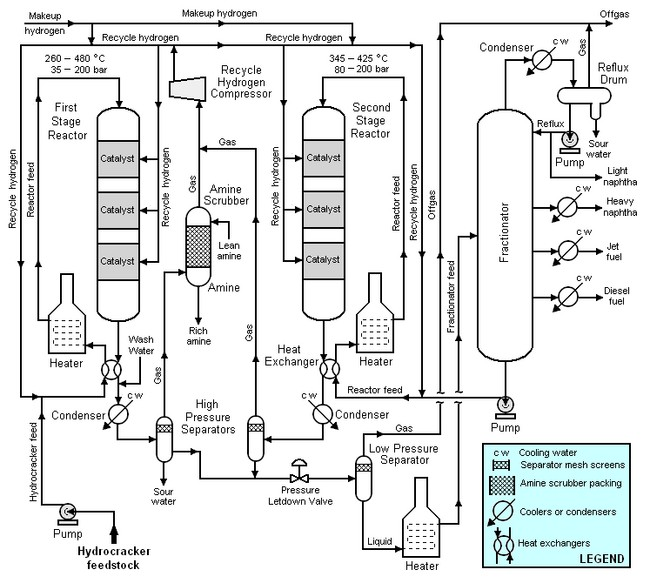 Makeup
hydrogen
Makeup hydrogen
Offgas
Recycle hydrogen
Recycle hydrogen
Condenser
C W
Gas
260 – 480 °C
35 – 200 bar
Recycle
Hydrogen
Compressor
345 – 425 °C
80 – 200 bar
Reflux
Drum
First
Stage
Reactor
Second
Stage
Reactor
Reflux
Pump
Sour
water
Gas
Catalyst
Catalyst
Catalyst
Catalyst
Catalyst
Catalyst
Recycle hydrogen
Reactor feed
Recycle hydrogen
Gas
Amine
Scrubber
Lean
amine
Amine
Rich
amine
Recycle hydrogen
Reactor feed
Recycle hydrogen
Offgas
Fractionator feed
Fractionator
Light
naphtha
C W
Heavy
naphtha
C W
Jet
fuel
C W
Diesel
fuel
Heater
Wash
Water
Gas
Gas
Heat
Exchanger
Heater
Reactor feed
Pump
Condenser
C W
High
Pressure
Separators
C W
Condenser
Gas
Low Pressure
Separator
Hydrocracker feed
Sour
water
Pressure
Letdown Valve
Liquid
Heater
Pump
Hydrocracker
feedstock
C W Cooling water
Separator mesh screens
Amine scrubber packing
Coolers or condensers
Heat exchangers
LEGEND